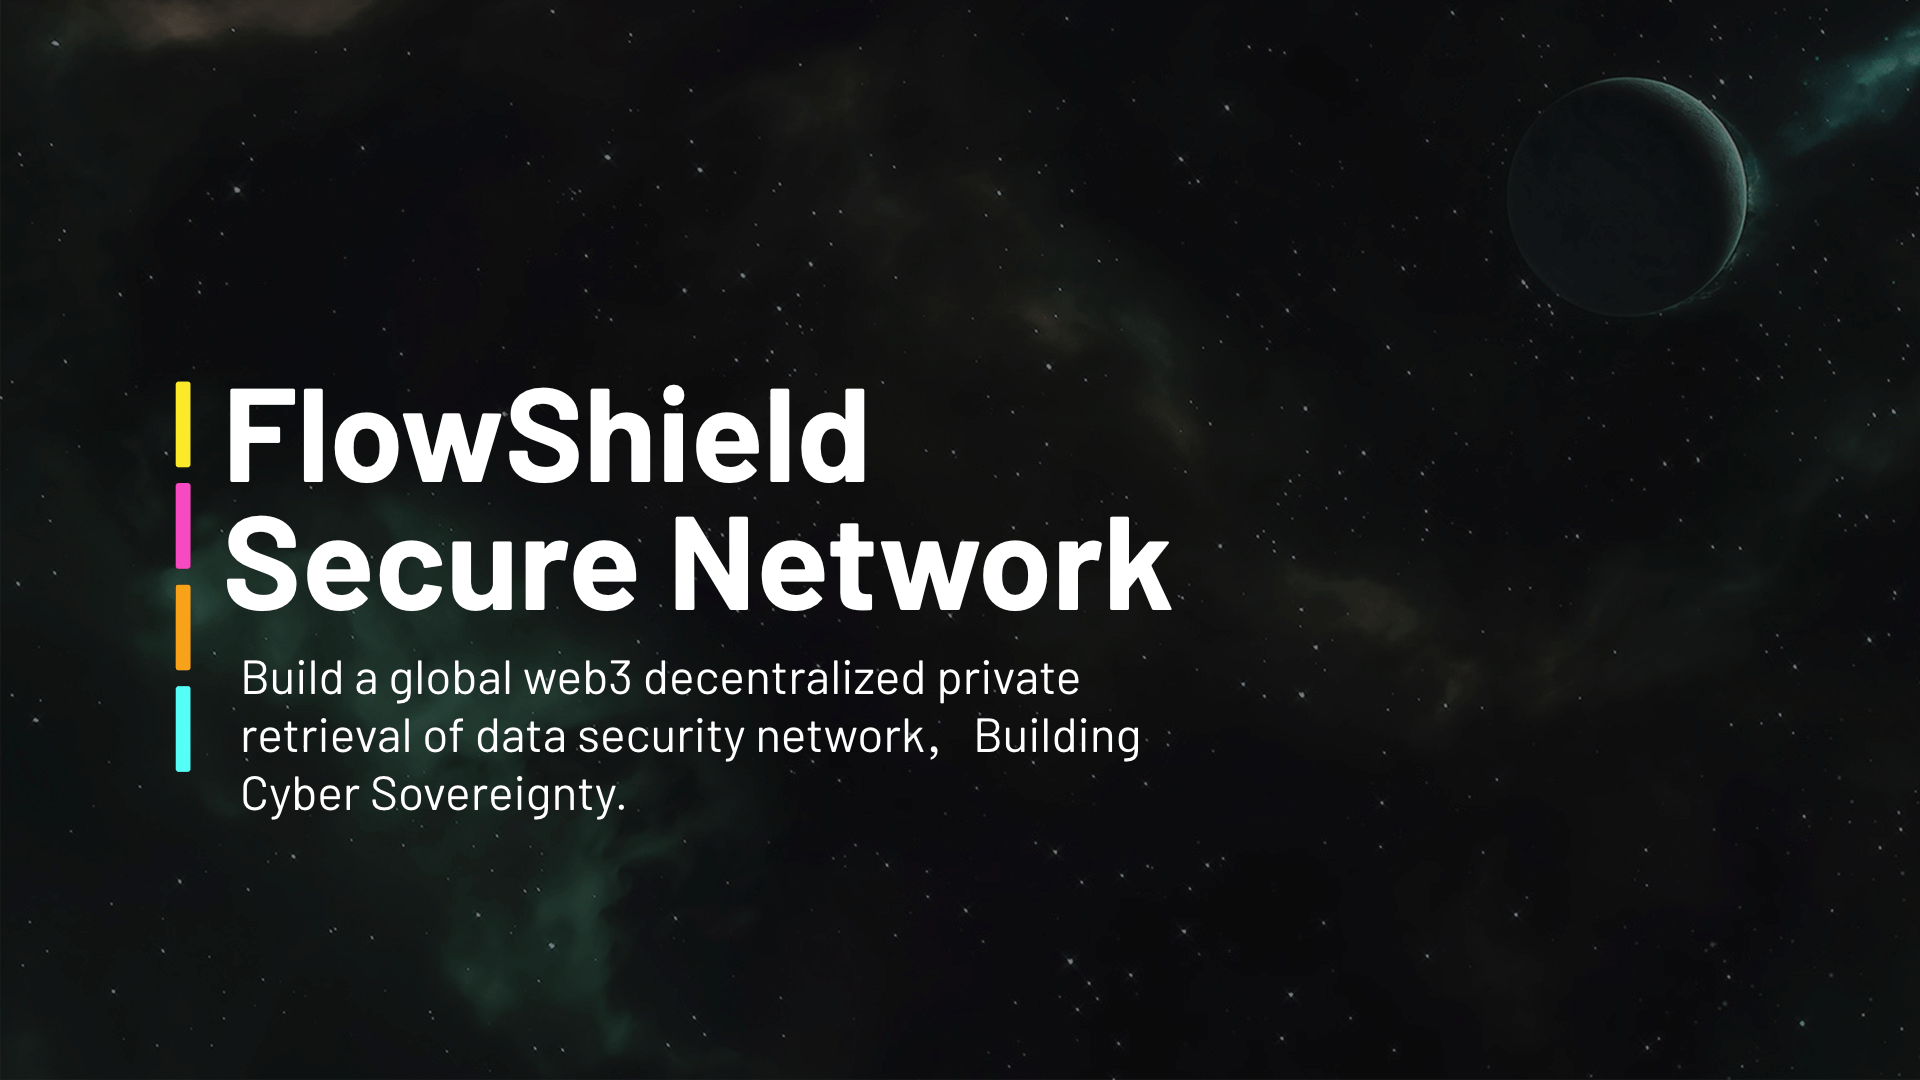 FlowShield
Secure Network
Build a global web3 decentralized private
retrieval of data security network，Building
Cyber Sovereignty.